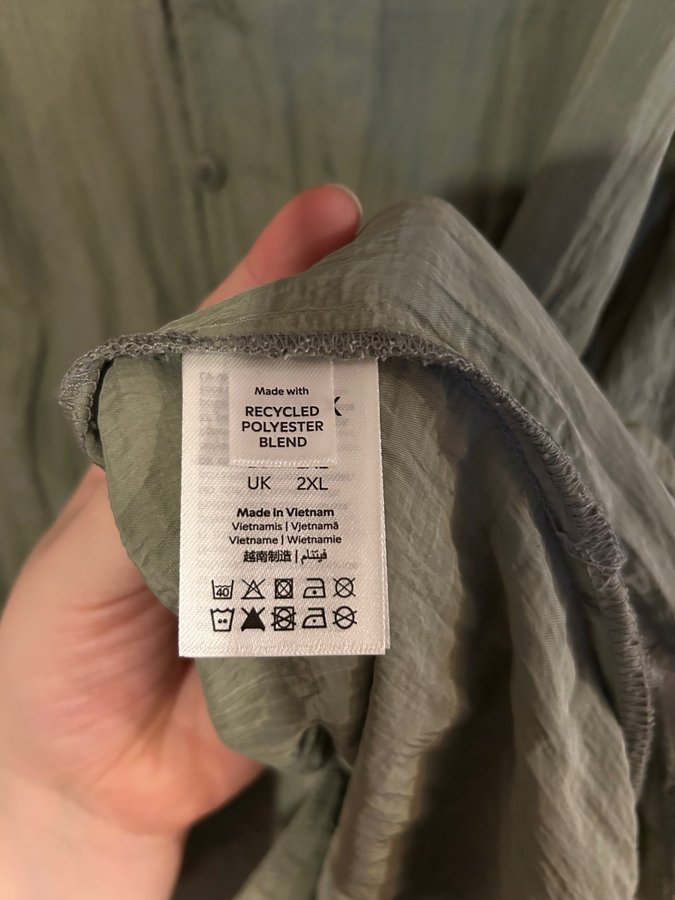 Made with
RECYCLED
POLYESTER
BLEND
UK 2XL
Made in Vietnam
Vietnamis | Vjetnamā
Vietname | Wietnamie
越南制造 | فيتنام
40